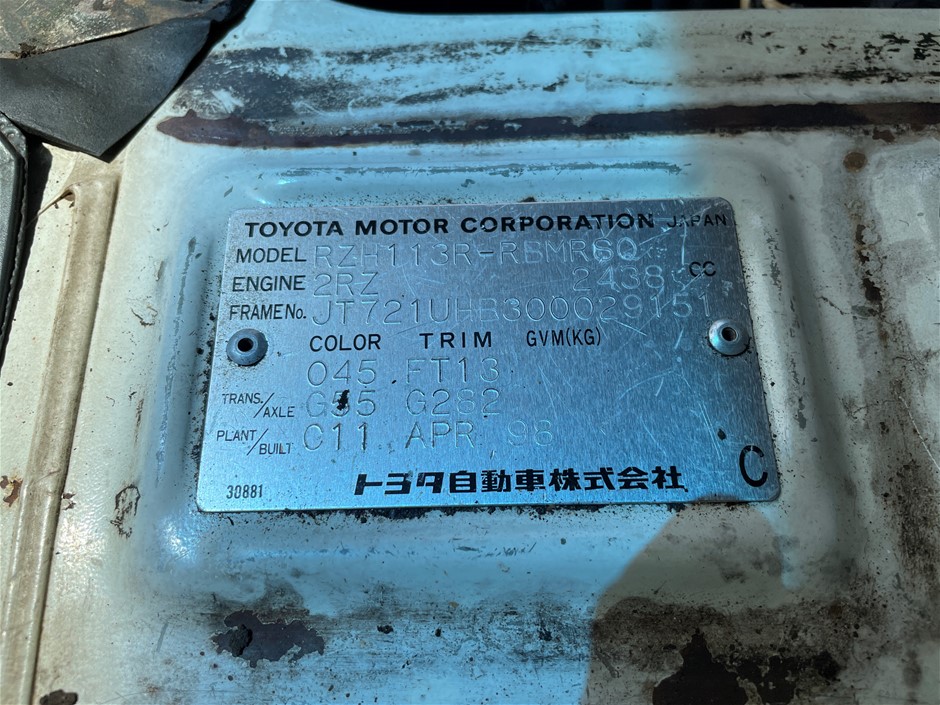 TOYOTA MOTOR CORPORATION JAPAN
MODEL RZH113R-RBMR6Q
ENGINE 2RZ 2438 CC
FRAME No. JT721UHB300029151
COLOR TRIM GVM(KG)
045 FT13
TRANS./AXLE G55 G282
PLANT/BUILT C11 APR 98
30881 トヨタ自動車株式会社 C